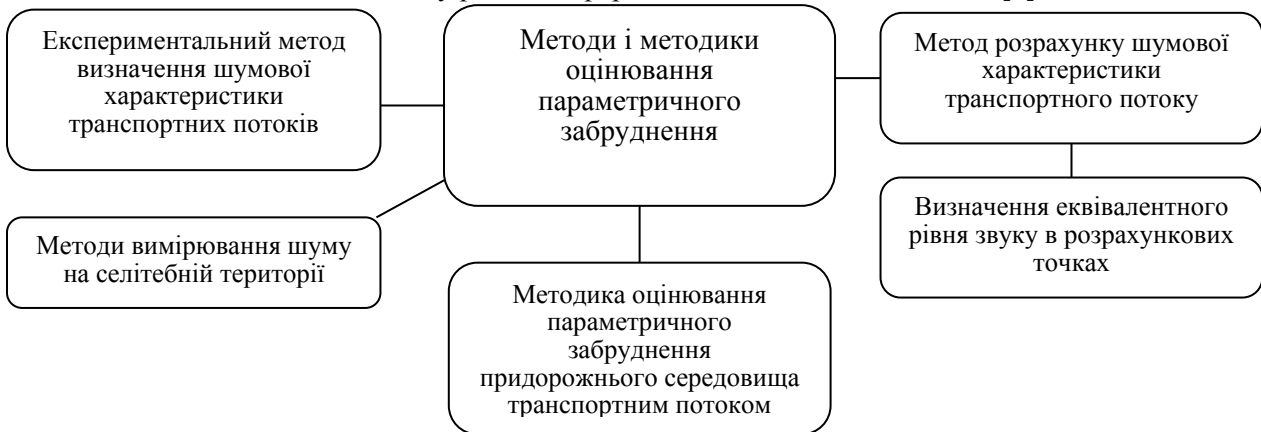 Експериментальний метод
визначення шумової
характеристики
транспортних потоків
Методи і методики
оцінювання
параметричного
забруднення
Метод розрахунку шумової
характеристики
транспортного потоку
Методи вимірювання шуму
на селітебній території
Визначення еквівалентного
рівня звуку в розрахункових
точках
Методика оцінювання
параметричного
забруднення
придорожнього середовища
транспортним потоком